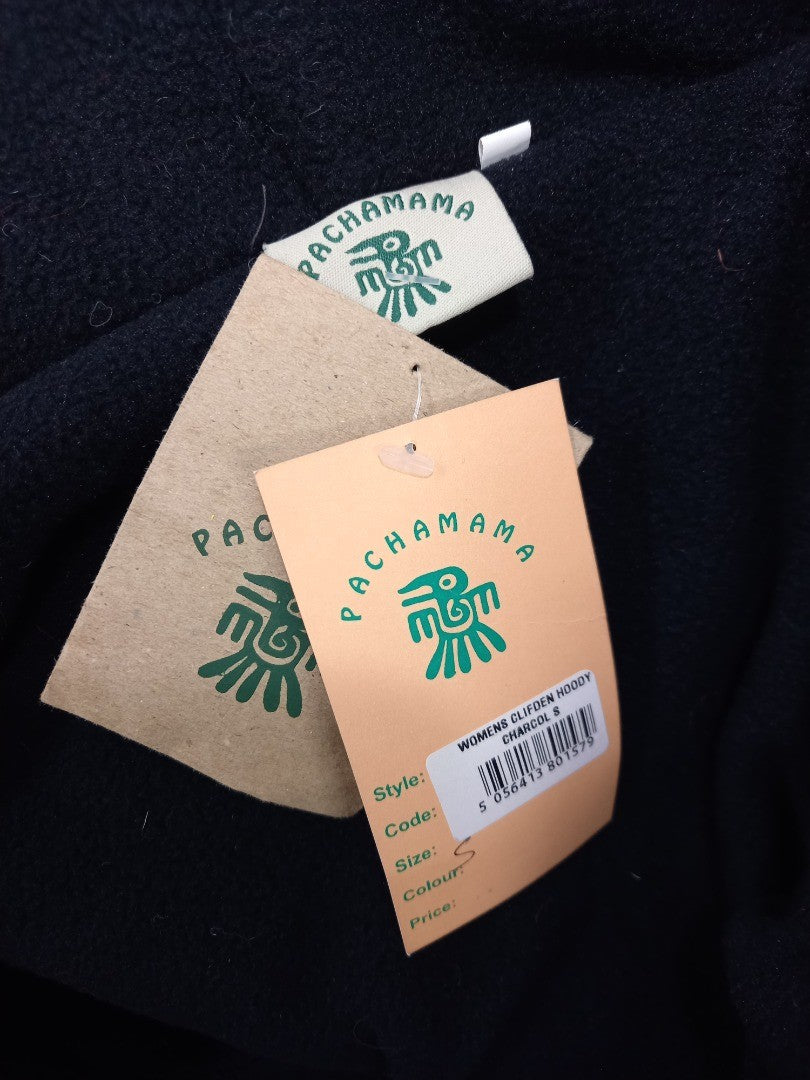 PACHAMAMA
PAC
PACHAMAMA
WOMENS CLIFDEN HOODY
CHARCOL S
5 056413 801579
Style:
Code:
Size: S
Colour:
Price: